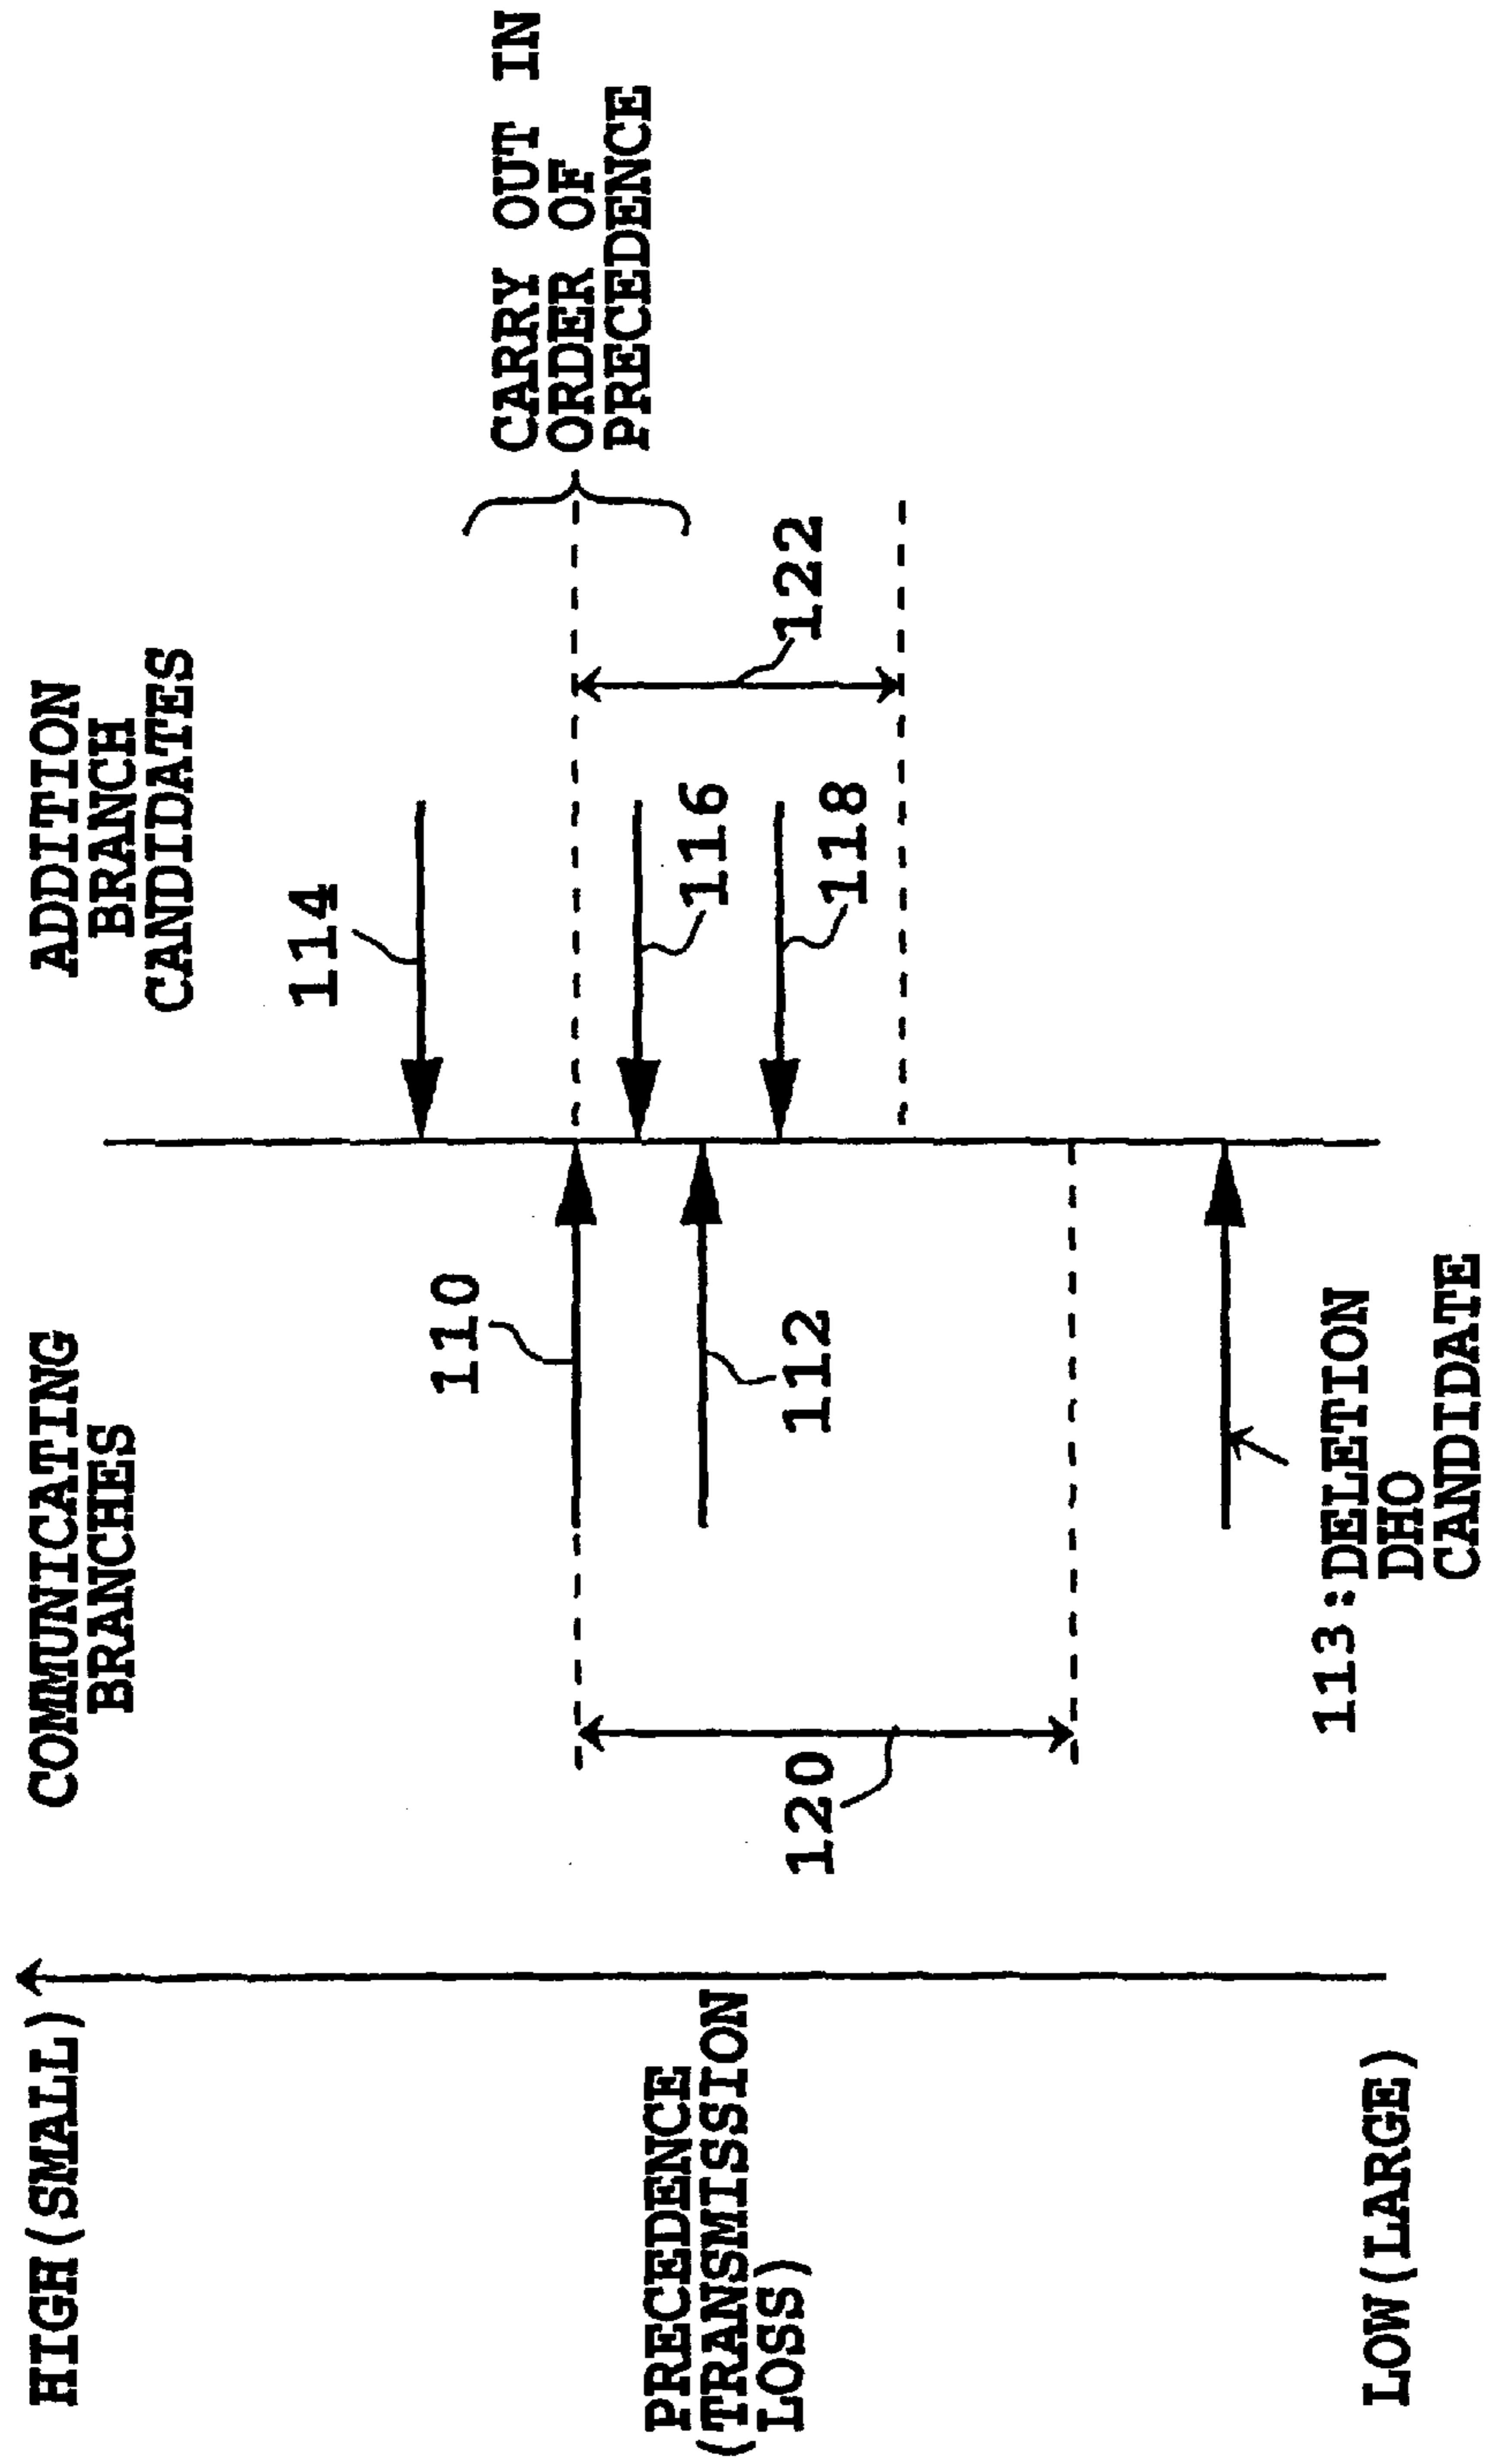 HIGH(SMALL)
PRECEDENCE
(TRANSMISSION
LOSS)
LOW(LARGE)
COMMUNICATING
BRANCHES
110
112
120
113:DELETION
DHO
CANDIDATE
ADDITION
BRANCH
CANDIDATES
114
116
118
122
CARRY OUT IN
ORDER OF
PRECEDENCE